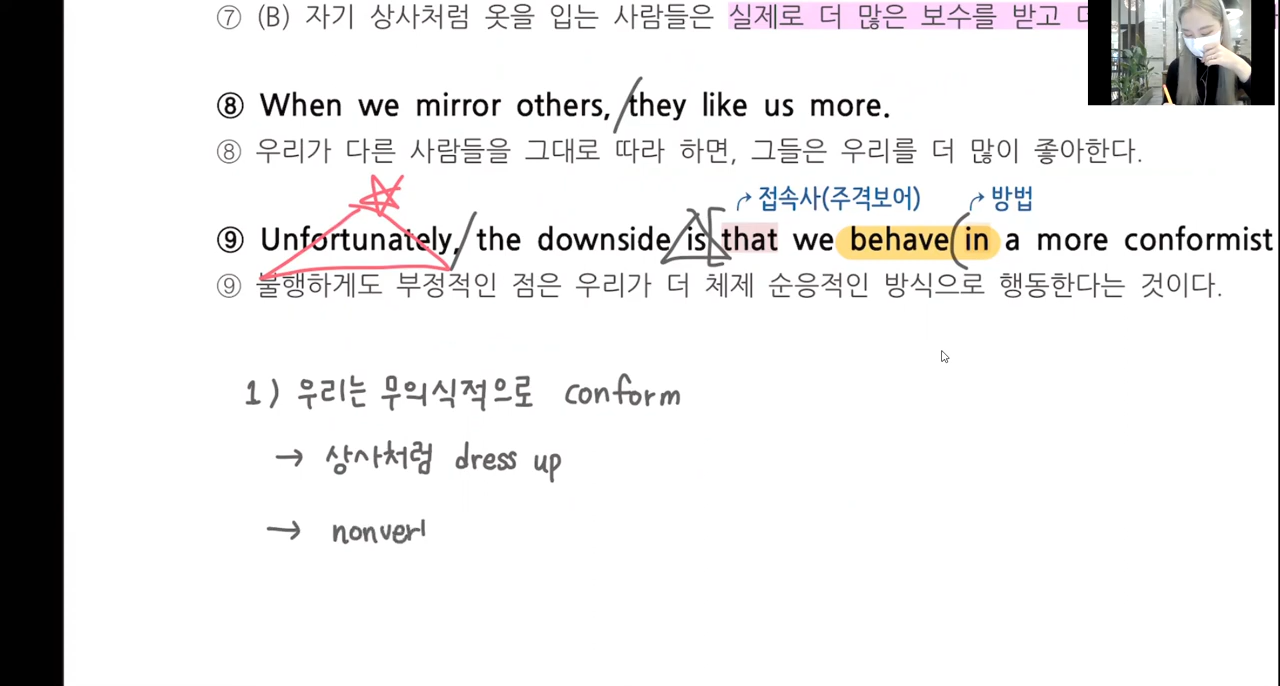 ⑦ (B) 자기 상사처럼 옷을 입는 사람들은 실제로 더 많은 보수를 받고
⑧ When we mirror others, they like us more.
⑧ 우리가 다른 사람들을 그대로 따라 하면, 그들은 우리를 더 많이 좋아한다.
접속사(주격보어) 방법
⑨ Unfortunately, the downside is that we behave in a more conformist
⑨ 불행하게도 부정적인 점은 우리가 더 체제 순응적인 방식으로 행동한다는 것이다.
1) 우리는 무의식적으로 conform
→ 상사처럼 dress up
→ nonver